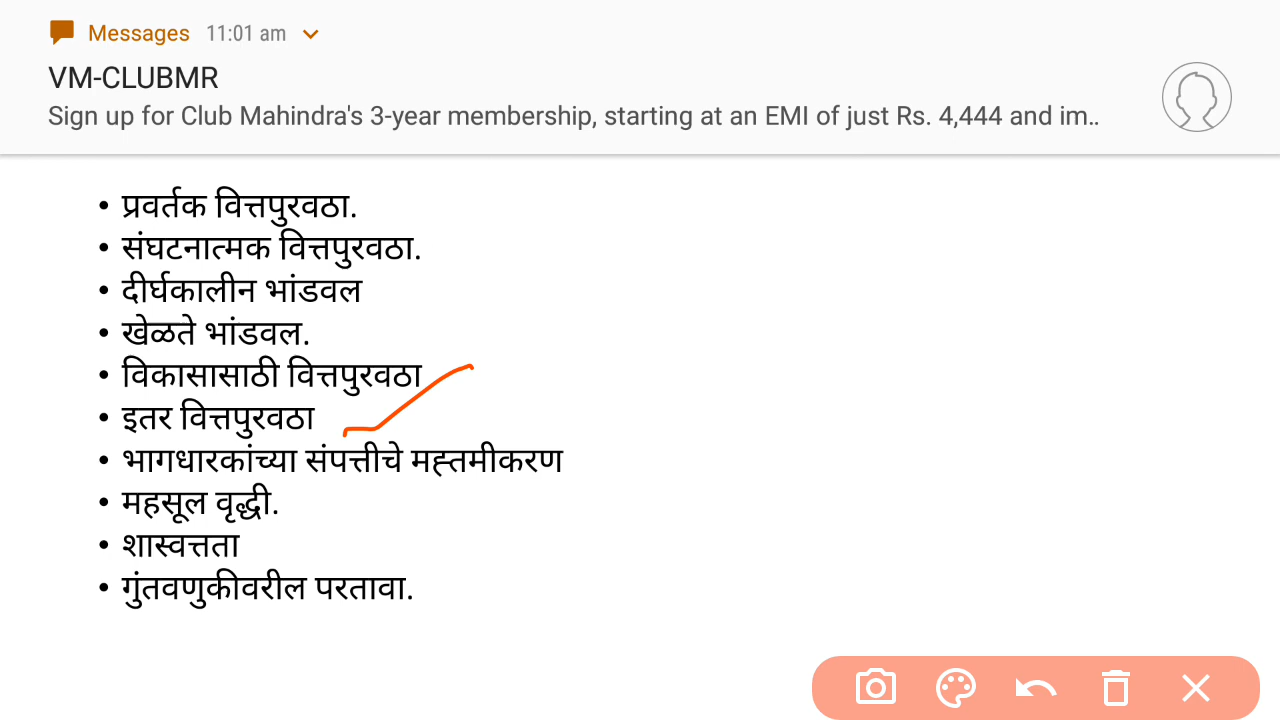 Messages 11:01 am
VM-CLUBMR
Sign up for Club Mahindra's 3-year membership, starting at an EMI of just Rs. 4,444 and im..
• प्रवर्तक वित्तपुरवठा.
• संघटनात्मक वित्तपुरवठा.
• दीर्घकालीन भांडवल
• खेळते भांडवल.
• विकासासाठी वित्तपुरवठा
• इतर वित्तपुरवठा
• भागधारकांच्या संपत्तीचे मह्तमीकरण
• महसूल वृद्धी.
• शास्वत्तता
• गुंतवणुकीवरील परतावा.